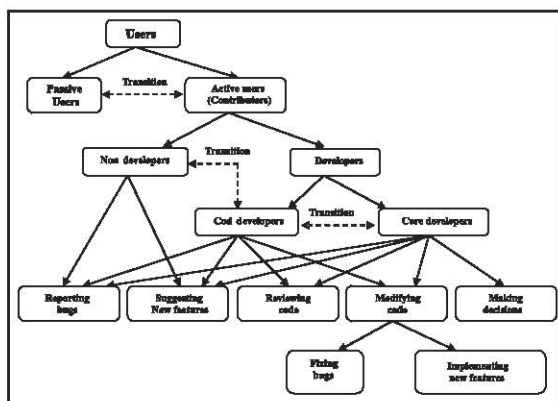 Users
Passive
Users
Transition
Active users
(Contributors)
Non developers
Transition
Developers
Cod developers
Transition
Core developers
Reporting
bugs
Suggesting
New features
Reviewing
code
Modifying
code
Making
decisions
Fixing
bugs
Implementing
new features